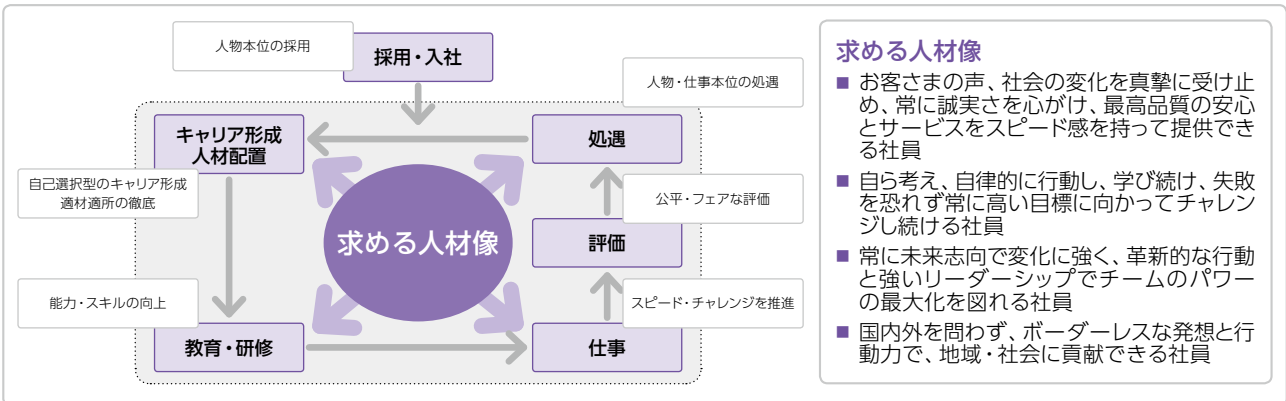 人物本位の採用
採用・入社
人物・仕事本位の処遇
キャリア形成
人材配置
処遇
自己選択型のキャリア形成
適材適所の徹底
公平・フェアな評価
求める人材像
評価
能力・スキルの向上
スピード・チャレンジを推進
教育・研修
仕事
求める人材像
■ お客さまの声、社会の変化を真摯に受け止
め、常に誠実さを心がけ、最高品質の安心
とサービスをスピード感を持って提供でき
る社員
■ 自ら考え、自律的に行動し、学び続け、失敗
を恐れず常に高い目標に向かってチャレン
ジし続ける社員
■ 常に未来志向で変化に強く、革新的な行動
と強いリーダーシップでチームのパワー
の最大化を図れる社員
■ 国内外を問わず、ボーダーレスな発想と行
動力で、地域・社会に貢献できる社員